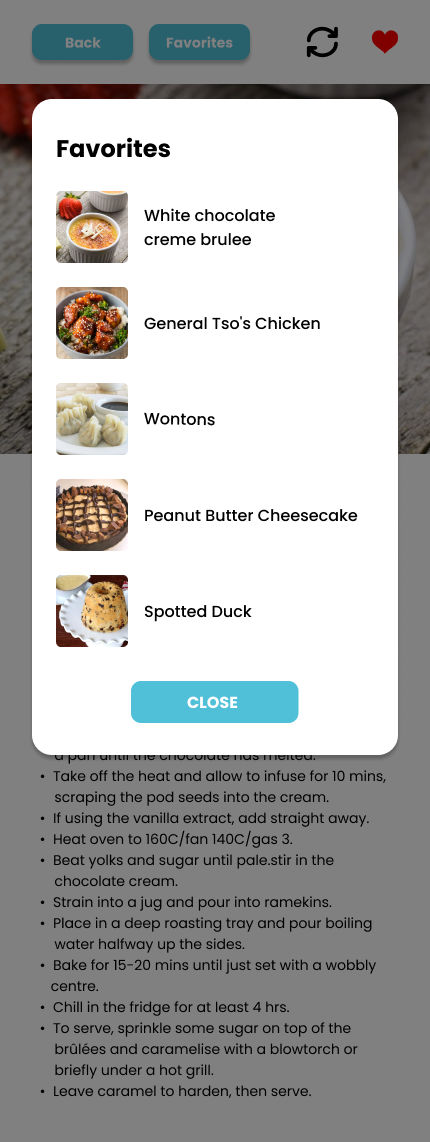 Back
Favorites
Favorites
White chocolate
creme brulee
General Tso's Chicken
Wontons
Peanut Butter Cheesecake
Spotted Duck
CLOSE
a pan until the chocolate has melted.
• Take off the heat and allow to infuse for 10 mins,
scraping the pod seeds into the cream.
• If using the vanilla extract, add straight away.
• Heat oven to 160C/fan 140C/gas 3.
• Beat yolks and sugar until pale.stir in the
chocolate cream.
• Strain into a jug and pour into ramekins.
• Place in a deep roasting tray and pour boiling
water halfway up the sides.
• Bake for 15-20 mins until just set with a wobbly
centre.
• Chill in the fridge for at least 4 hrs.
• To serve, sprinkle some sugar on top of the
brûlées and caramelise with a blowtorch or
briefly under a hot grill.
• Leave caramel to harden, then serve.